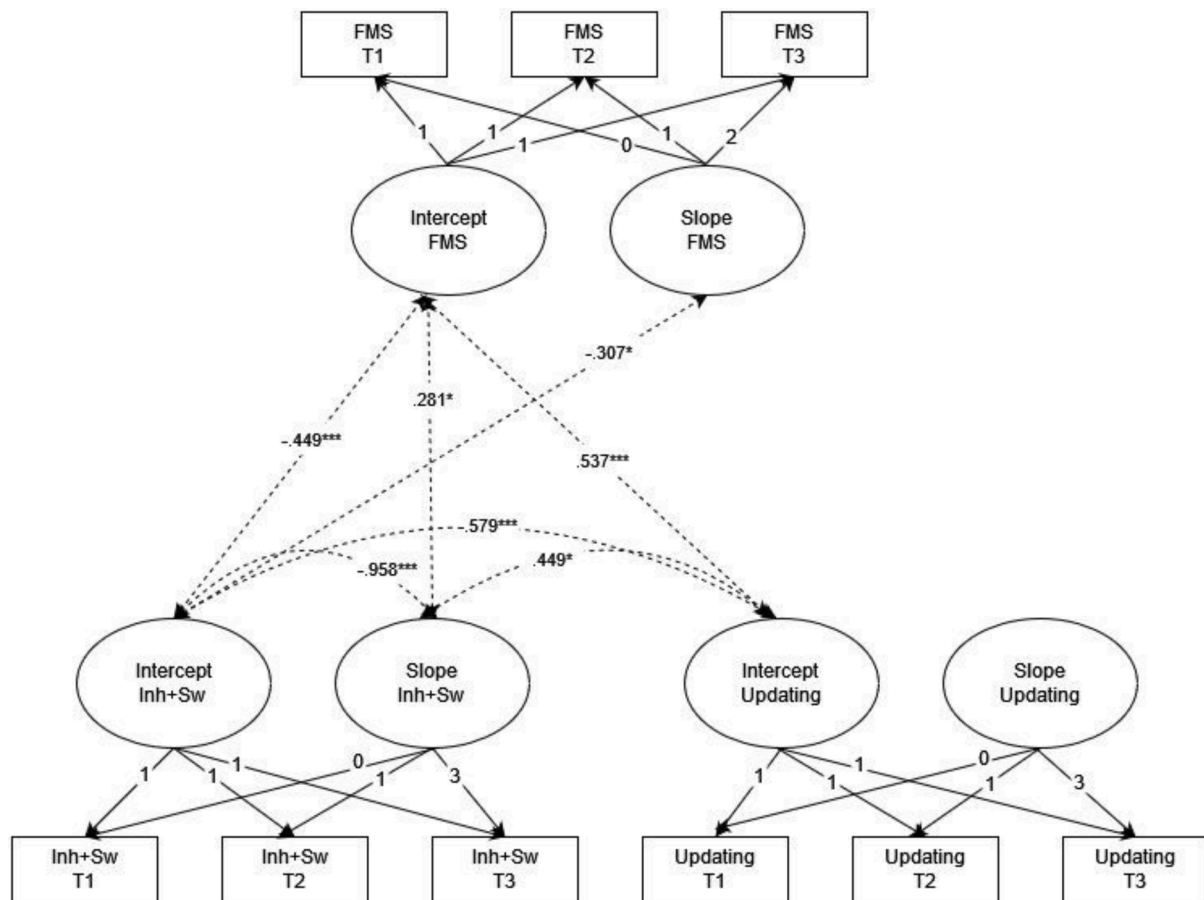 FMS
T1
FMS
T2
FMS
T3
1
1
1
0
1
2
Intercept
FMS
Slope
FMS
-.307*
.281*
-.449***
.537***
-.579***
-.958***
.449*
Intercept
Inh+Sw
Slope
Inh+Sw
Intercept
Updating
Slope
Updating
1
1
1
0
1
3
1
1
1
0
1
3
Inh+Sw
T1
Inh+Sw
T2
Inh+Sw
T3
Updating
T1
Updating
T2
Updating
T3